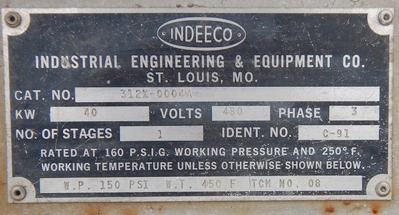 INDEECO
INDUSTRIAL ENGINEERING & EQUIPMENT CO.
ST. LOUIS, MO.
CAT. NO.
KW 40 VOLTS 480 PHASE 3
NO. OF STAGES 1 IDENT. NO. C-91
RATED AT 160 P.S.I.G. WORKING PRESSURE AND 250° F.
WORKING TEMPERATURE UNLESS OTHERWISE SHOWN BELOW.
W.P. 150 PSI W.T. 450 F TCM NO. 08